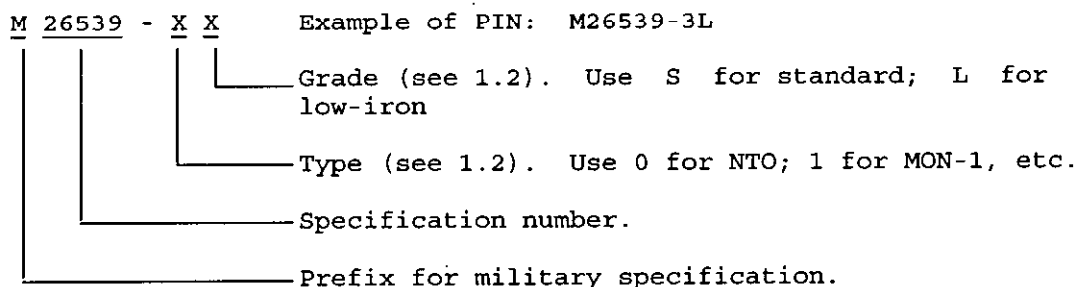 M 26539 - X X Example of PIN: M26539-3L
Grade (see 1.2). Use S for standard; L for
low-iron
Type (see 1.2). Use 0 for NTO; 1 for MON-1, etc.
Specification number.
Prefix for military specification.